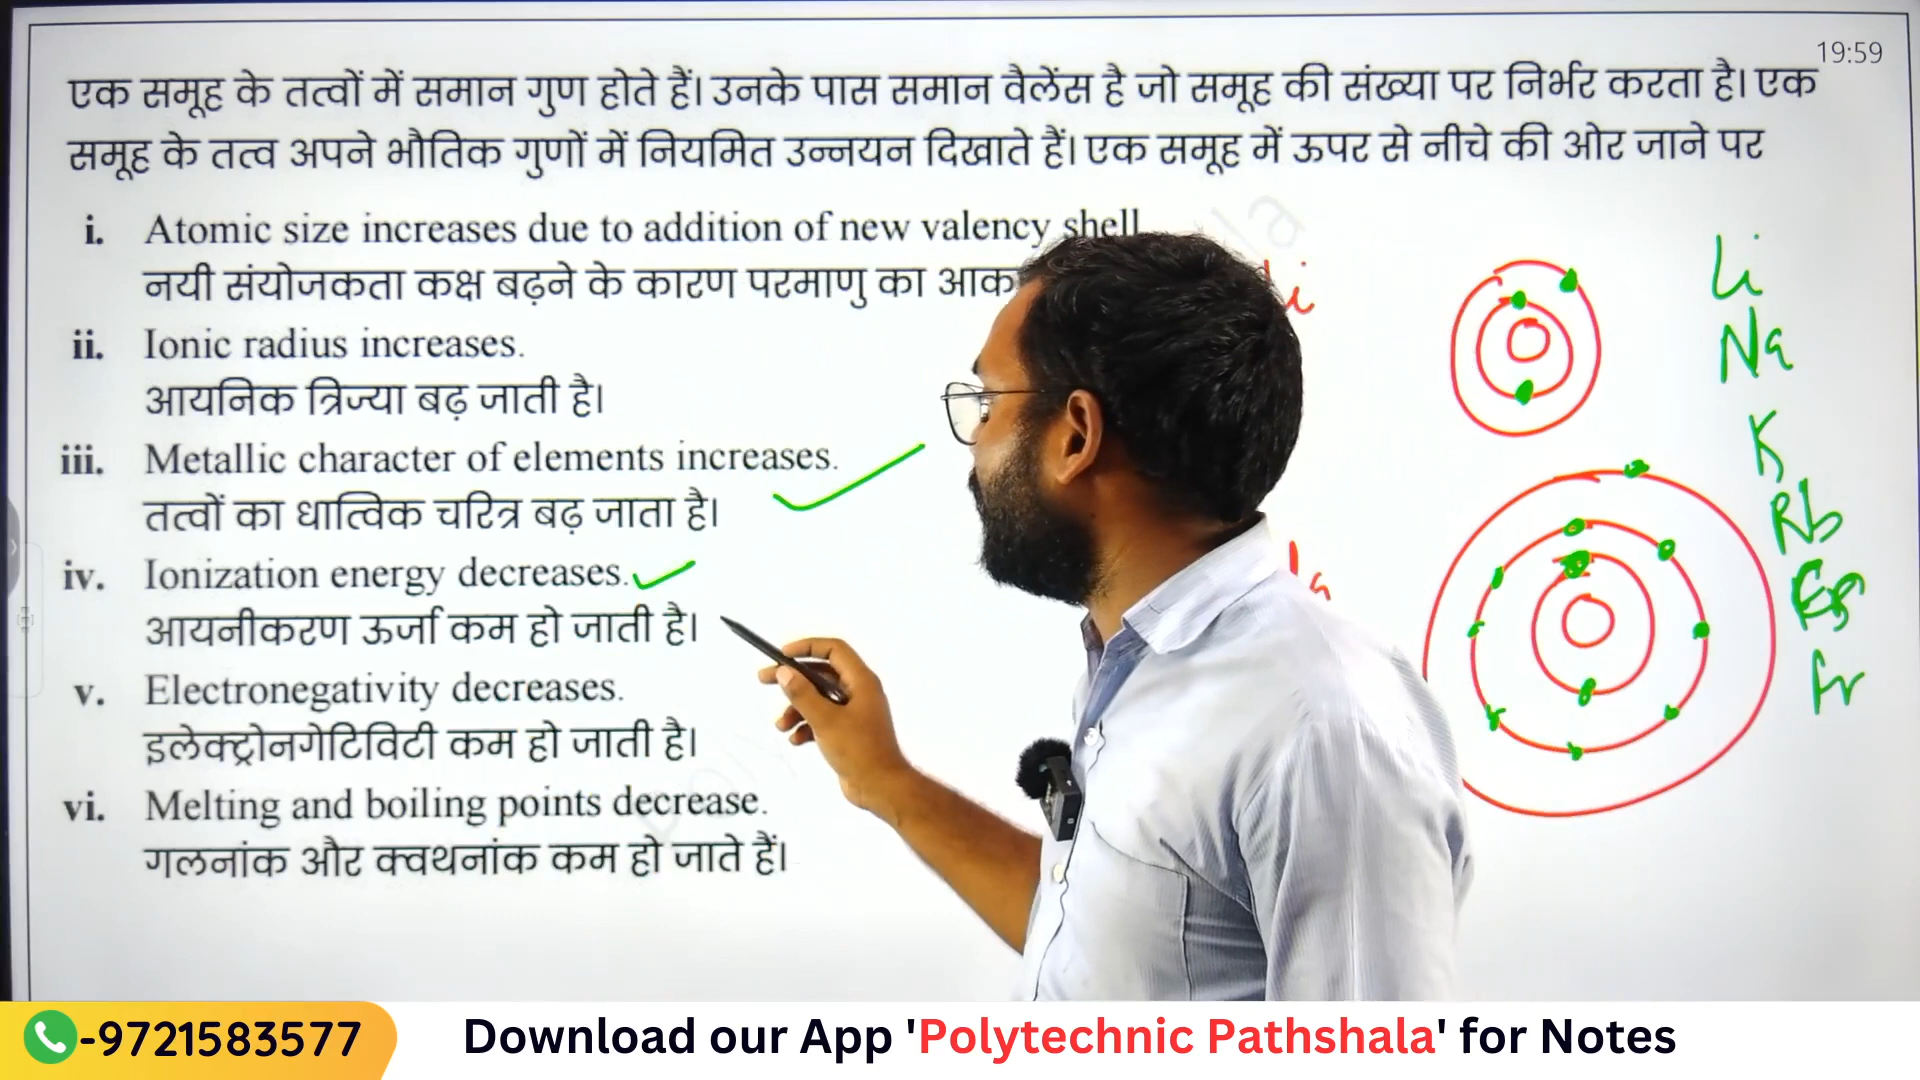 19:59
एक समूह के तत्वों में समान गुण होते हैं। उनके पास समान वैलेंस है जो समूह की संख्या पर निर्भर करता है। एक
समूह के तत्व अपने भौतिक गुणों में नियमित उन्नयन दिखाते हैं। एक समूह में ऊपर से नीचे की ओर जाने पर
i. Atomic size increases due to addition of new valency shell
नयी संयोजकता कक्ष बढ़ने के कारण परमाणु का आक
ii. Ionic radius increases.
आयनिक त्रिज्या बढ़ जाती है।
iii. Metallic character of elements increases.
तत्वों का धात्विक चरित्र बढ़ जाता है।
iv. Ionization energy decreases.
आयनीकरण ऊर्जा कम हो जाती है।
v. Electronegativity decreases.
इलेक्ट्रोनगेटिविटी कम हो जाती है।
vi. Melting and boiling points decrease.
गलनांक और क्वथनांक कम हो जाते हैं।
Li
Na
K
Rb
Fr
-9721583577
Download our App 'Polytechnic Pathshala' for Notes